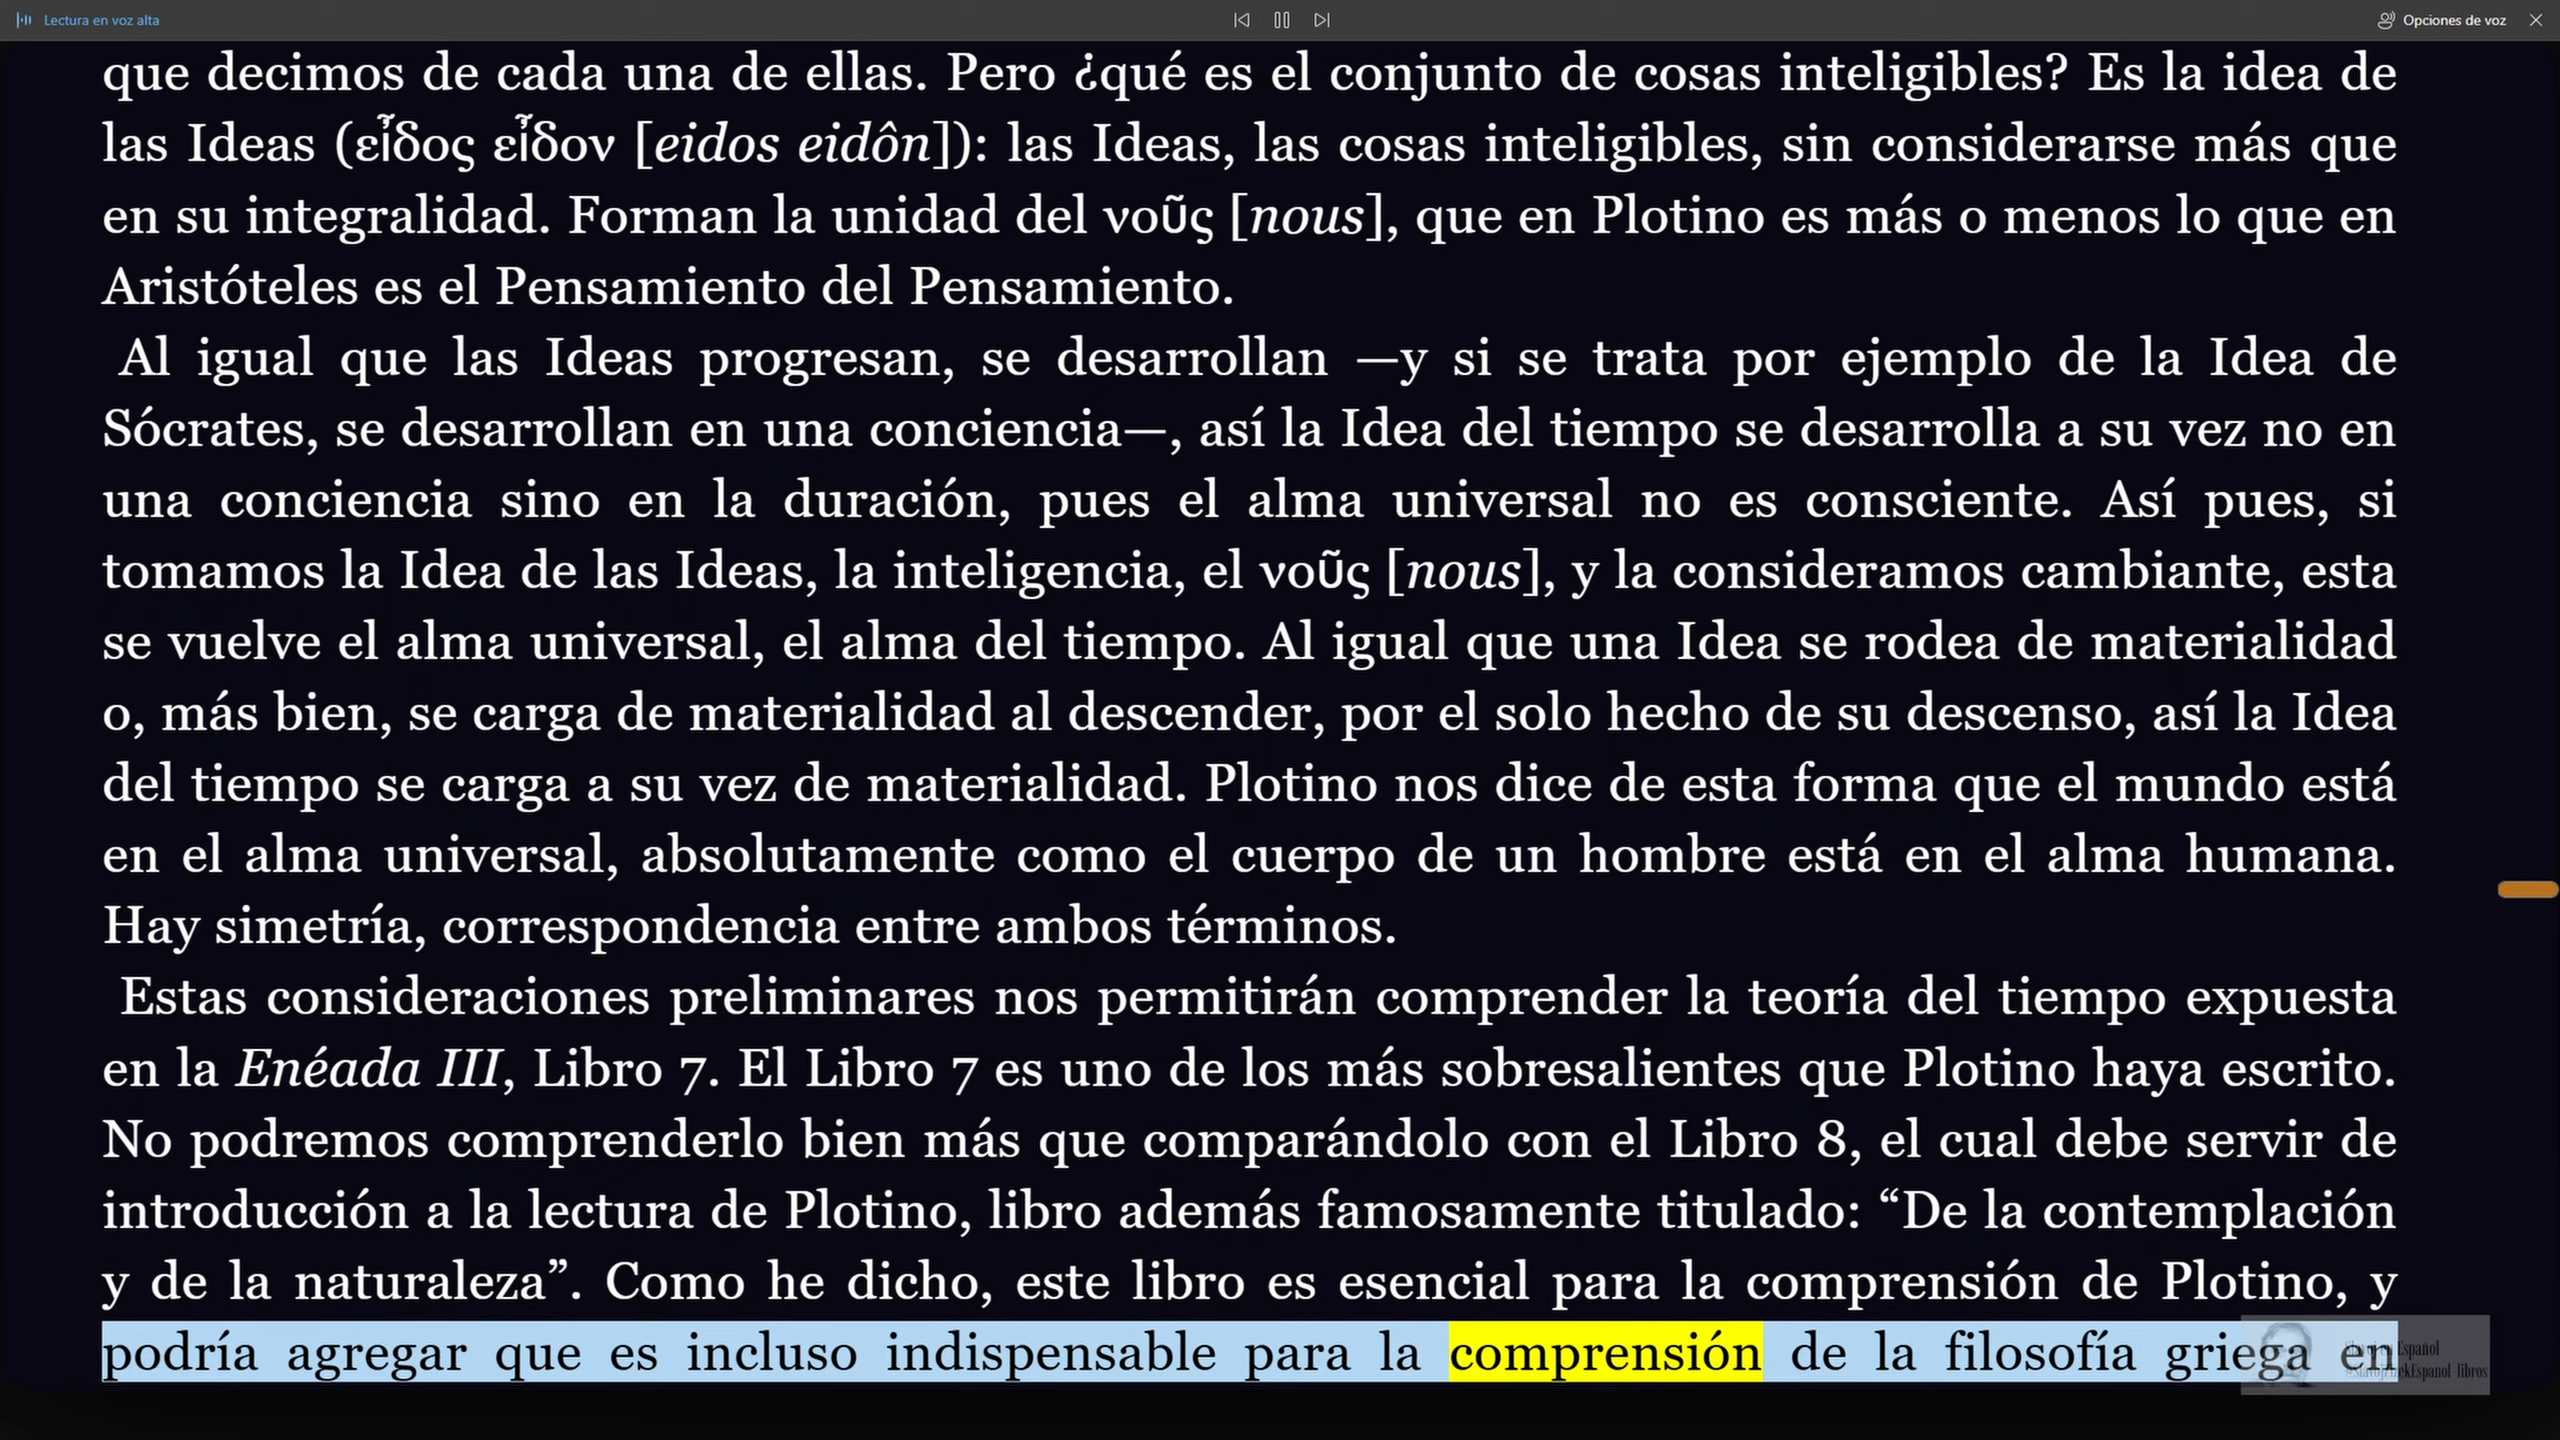 Lectura en voz alta
Opciones de voz
que decimos de cada una de ellas. Pero ¿qué es el conjunto de cosas inteligibles? Es la idea de
las Ideas (εἶδος εἶδον [eidos eidôn]): las Ideas, las cosas inteligibles, sin considerarse más que
en su integralidad. Forman la unidad del νοῦς [nous], que en Plotino es más o menos lo que en
Aristóteles es el Pensamiento del Pensamiento.
Al igual que las Ideas progresan, se desarrollan —y si se trata por ejemplo de la Idea de
Sócrates, se desarrollan en una conciencia—, así la Idea del tiempo se desarrolla a su vez no en
una conciencia sino en la duración, pues el alma universal no es consciente. Así pues, si
tomamos la Idea de las Ideas, la inteligencia, el νοῦς [nous], y la consideramos cambiante, esta
se vuelve el alma universal, el alma del tiempo. Al igual que una Idea se rodea de materialidad
o, más bien, se carga de materialidad al descender, por el solo hecho de su descenso, así la Idea
del tiempo se carga a su vez de materialidad. Plotino nos dice de esta forma que el mundo está
en el alma universal, absolutamente como el cuerpo de un hombre está en el alma humana.
Hay simetría, correspondencia entre ambos términos.
Estas consideraciones preliminares nos permitirán comprender la teoría del tiempo expuesta
en la Enéada III, Libro 7. El Libro 7 es uno de los más sobresalientes que Plotino haya escrito.
No podremos comprenderlo bien más que comparándolo con el Libro 8, el cual debe servir de
introducción a la lectura de Plotino, libro además famosamente titulado: “De la contemplación
y de la naturaleza”. Como he dicho, este libro es esencial para la comprensión de Plotino, y
podría agregar que es incluso indispensable para la comprensión de la filosofía griega en
Español